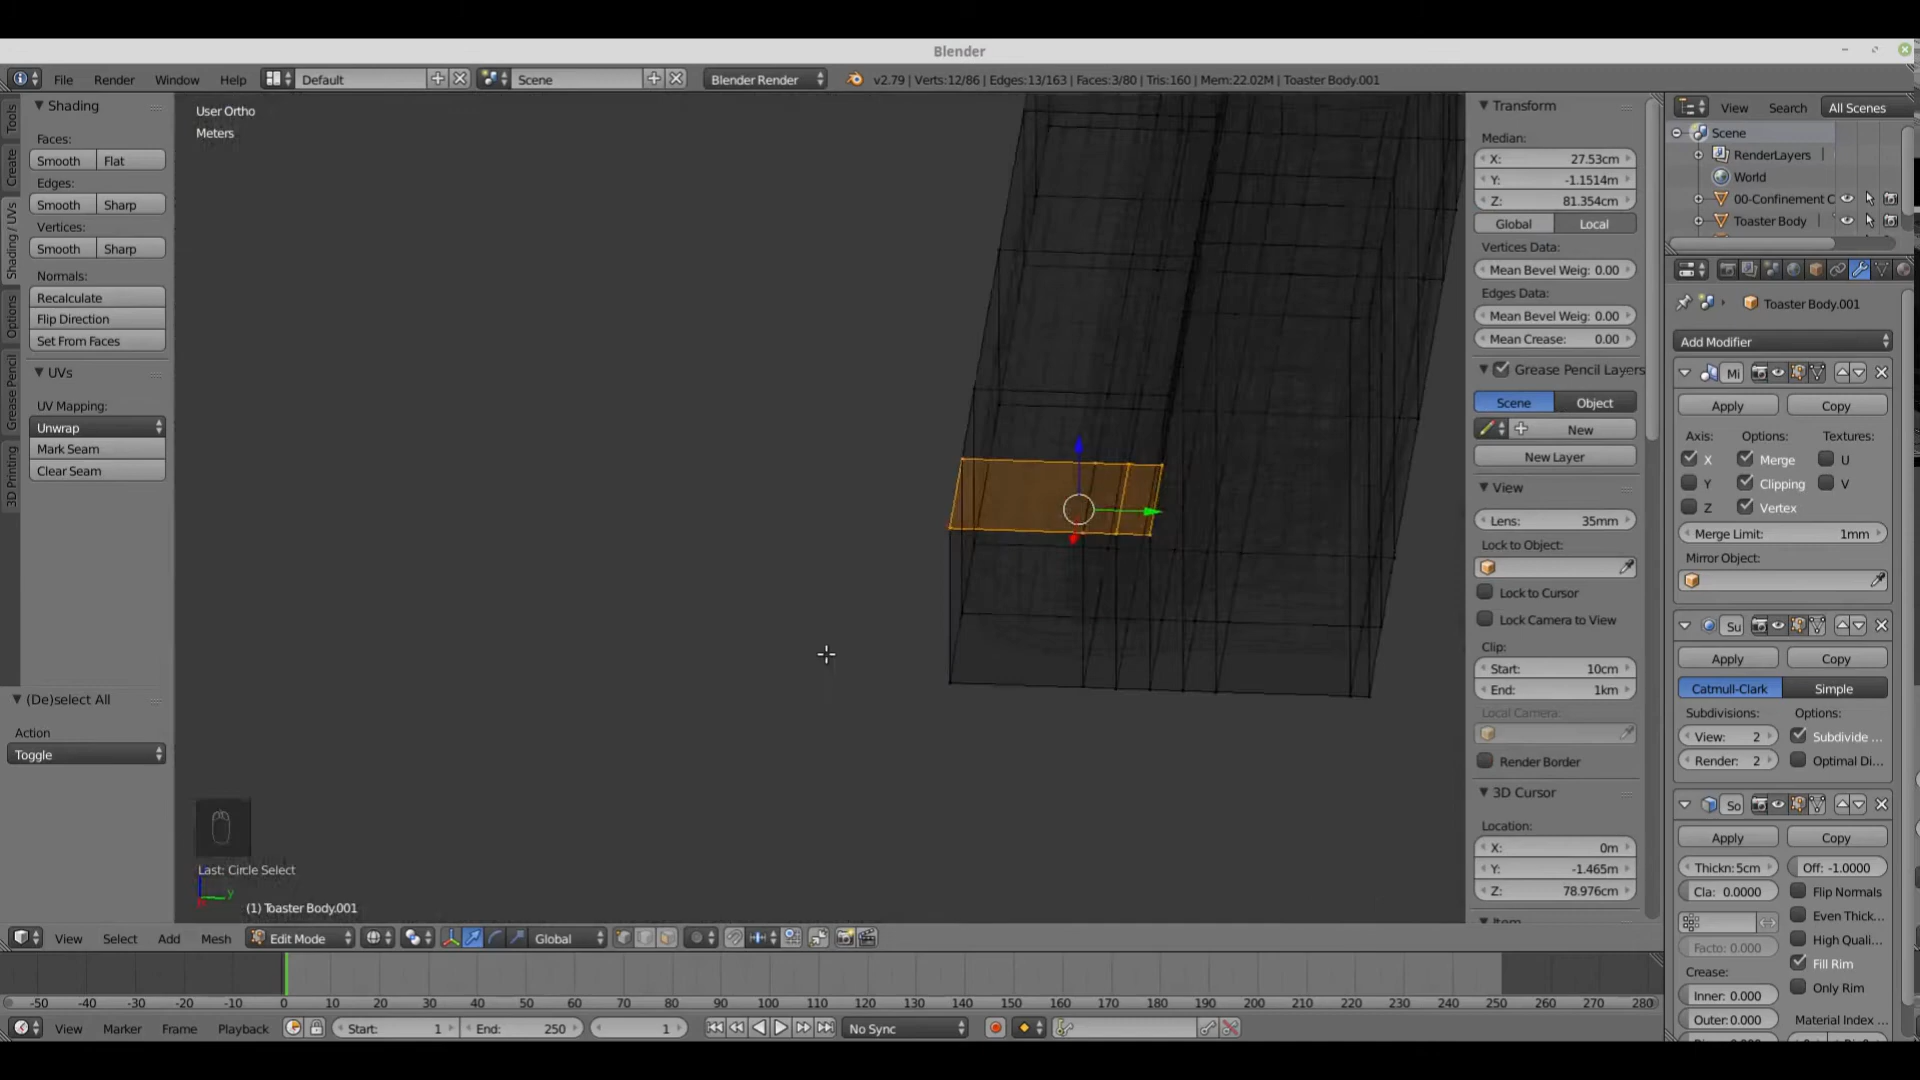 Blender
File Render Window Help Default Scene Blender Render v2.79 | Verts:12/86 | Edges:13/163 | Faces:3/80 | Tris:160 | Mem:22.02M | Toaster Body.001
Tools
Create
Shading / UVs
Options
Grease Pencil
3D Printing
Shading
Faces:
Smooth Flat
Edges:
Smooth Sharp
Vertices:
Smooth Sharp
Normals:
Recalculate
Flip Direction
Set From Faces
UVs
UV Mapping:
Unwrap
Mark Seam
Clear Seam
(De)select All
Action
Toggle
User Ortho
Meters
Last: Circle Select
y
(1) Toaster Body.001
Transform
Median:
X: 27.53cm
Y: -1.1514m
Z: 81.354cm
Global Local
Vertices Data:
Mean Bevel Weig: 0.00
Edges Data:
Mean Bevel Weig: 0.00
Mean Crease: 0.00
Grease Pencil Layers
Scene Object
New
New Layer
View
Lens: 35mm
Lock to Object:
Lock to Cursor
Lock Camera to View
Clip:
Start: 10cm
End: 1km
Local Camera:
Render Border
3D Cursor
Location:
X: 0m
Y: -1.465m
Z: 78.976cm
Item
View Search All Scenes
Scene
RenderLayers
World
00-Confinement C
Toaster Body
Toaster Body.001
Add Modifier
Mi
Apply Copy
Axis: Options: Textures:
X Merge U
Y Clipping V
Z Vertex
Merge Limit: 1mm
Mirror Object:
Su
Apply Copy
Catmull-Clark Simple
Subdivisions: Options:
View: 2 Subdivide ...
Render: 2 Optimal Di...
So
Apply Copy
Thickn: 5cm Off: -1.0000
Cla: 0.0000 Flip Normals
Even Thick...
High Quali...
Facto: 0.000
Fill Rim
Crease:
Only Rim
Inner: 0.000
Outer: 0.000 Material Index ...
View Select Add Mesh Edit Mode Global
-50 -40 -30 -20 -10 0 10 20 30 40 50 60 70 80 90 100 110 120 130 140 150 160 170 180 190 200 210 220 230 240 250 260 270 280
View Marker Frame Playback Start: 1 End: 250 1 No Sync